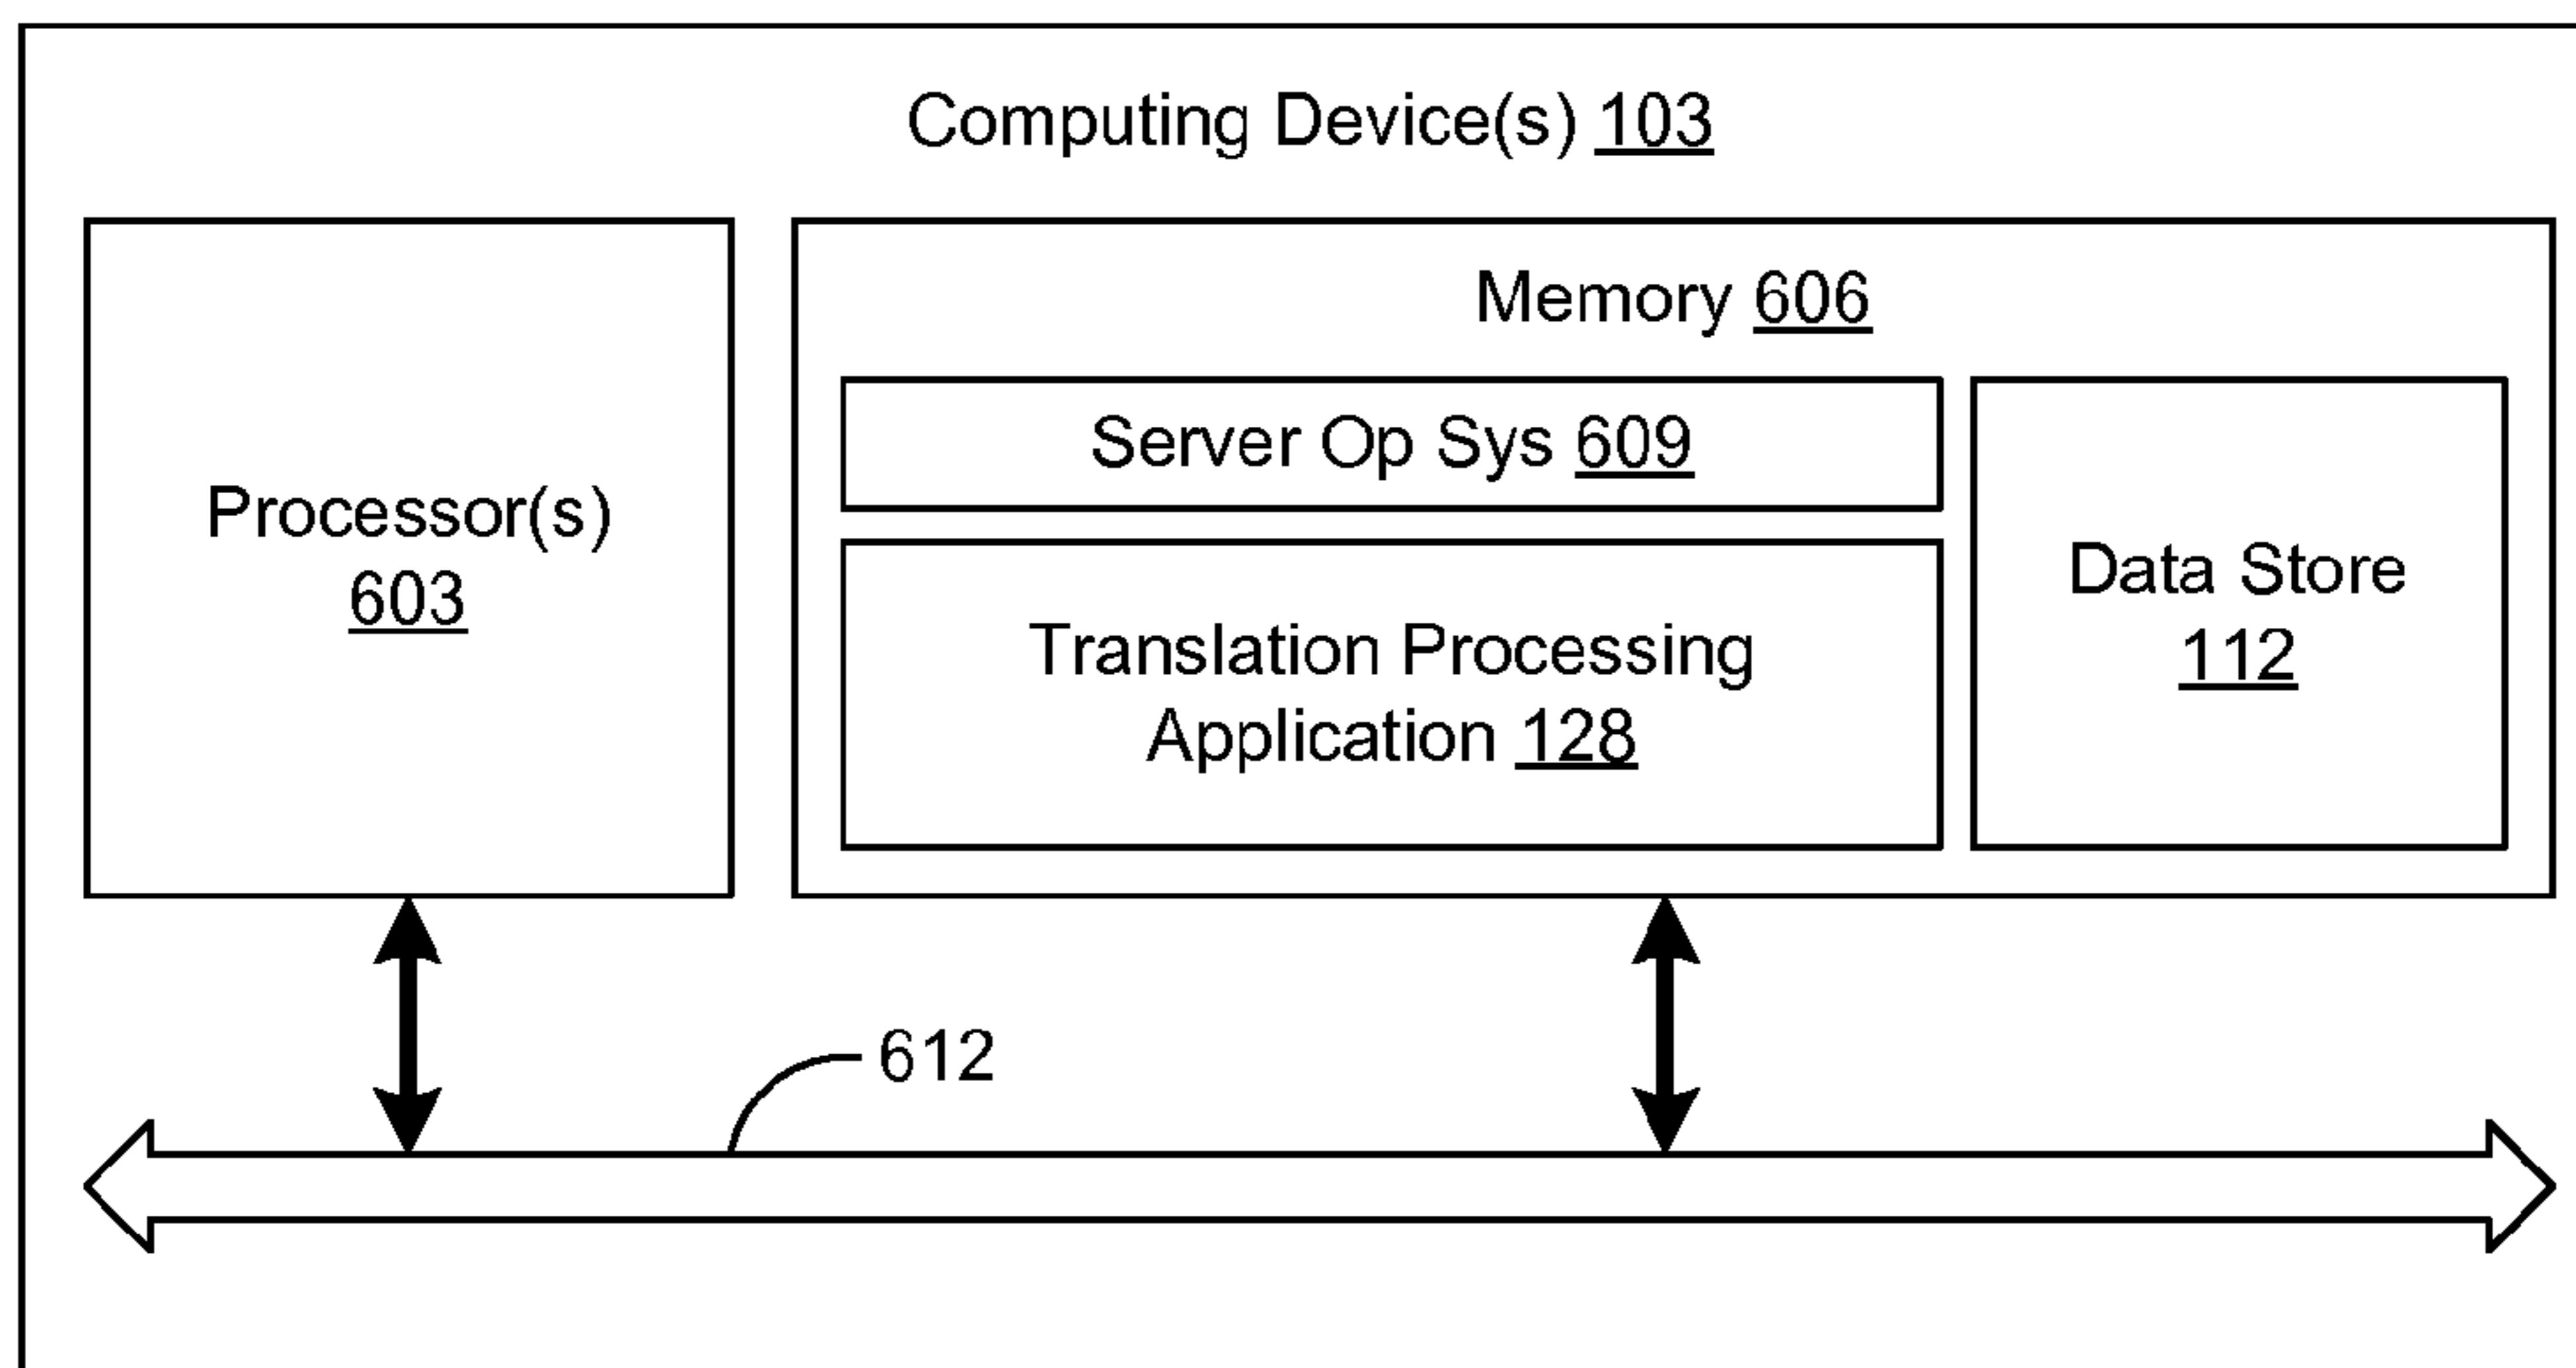 Computing Device(s) 103
Processor(s)
603
Memory 606
Server Op Sys 609
Translation Processing
Application 128
Data Store
112
612